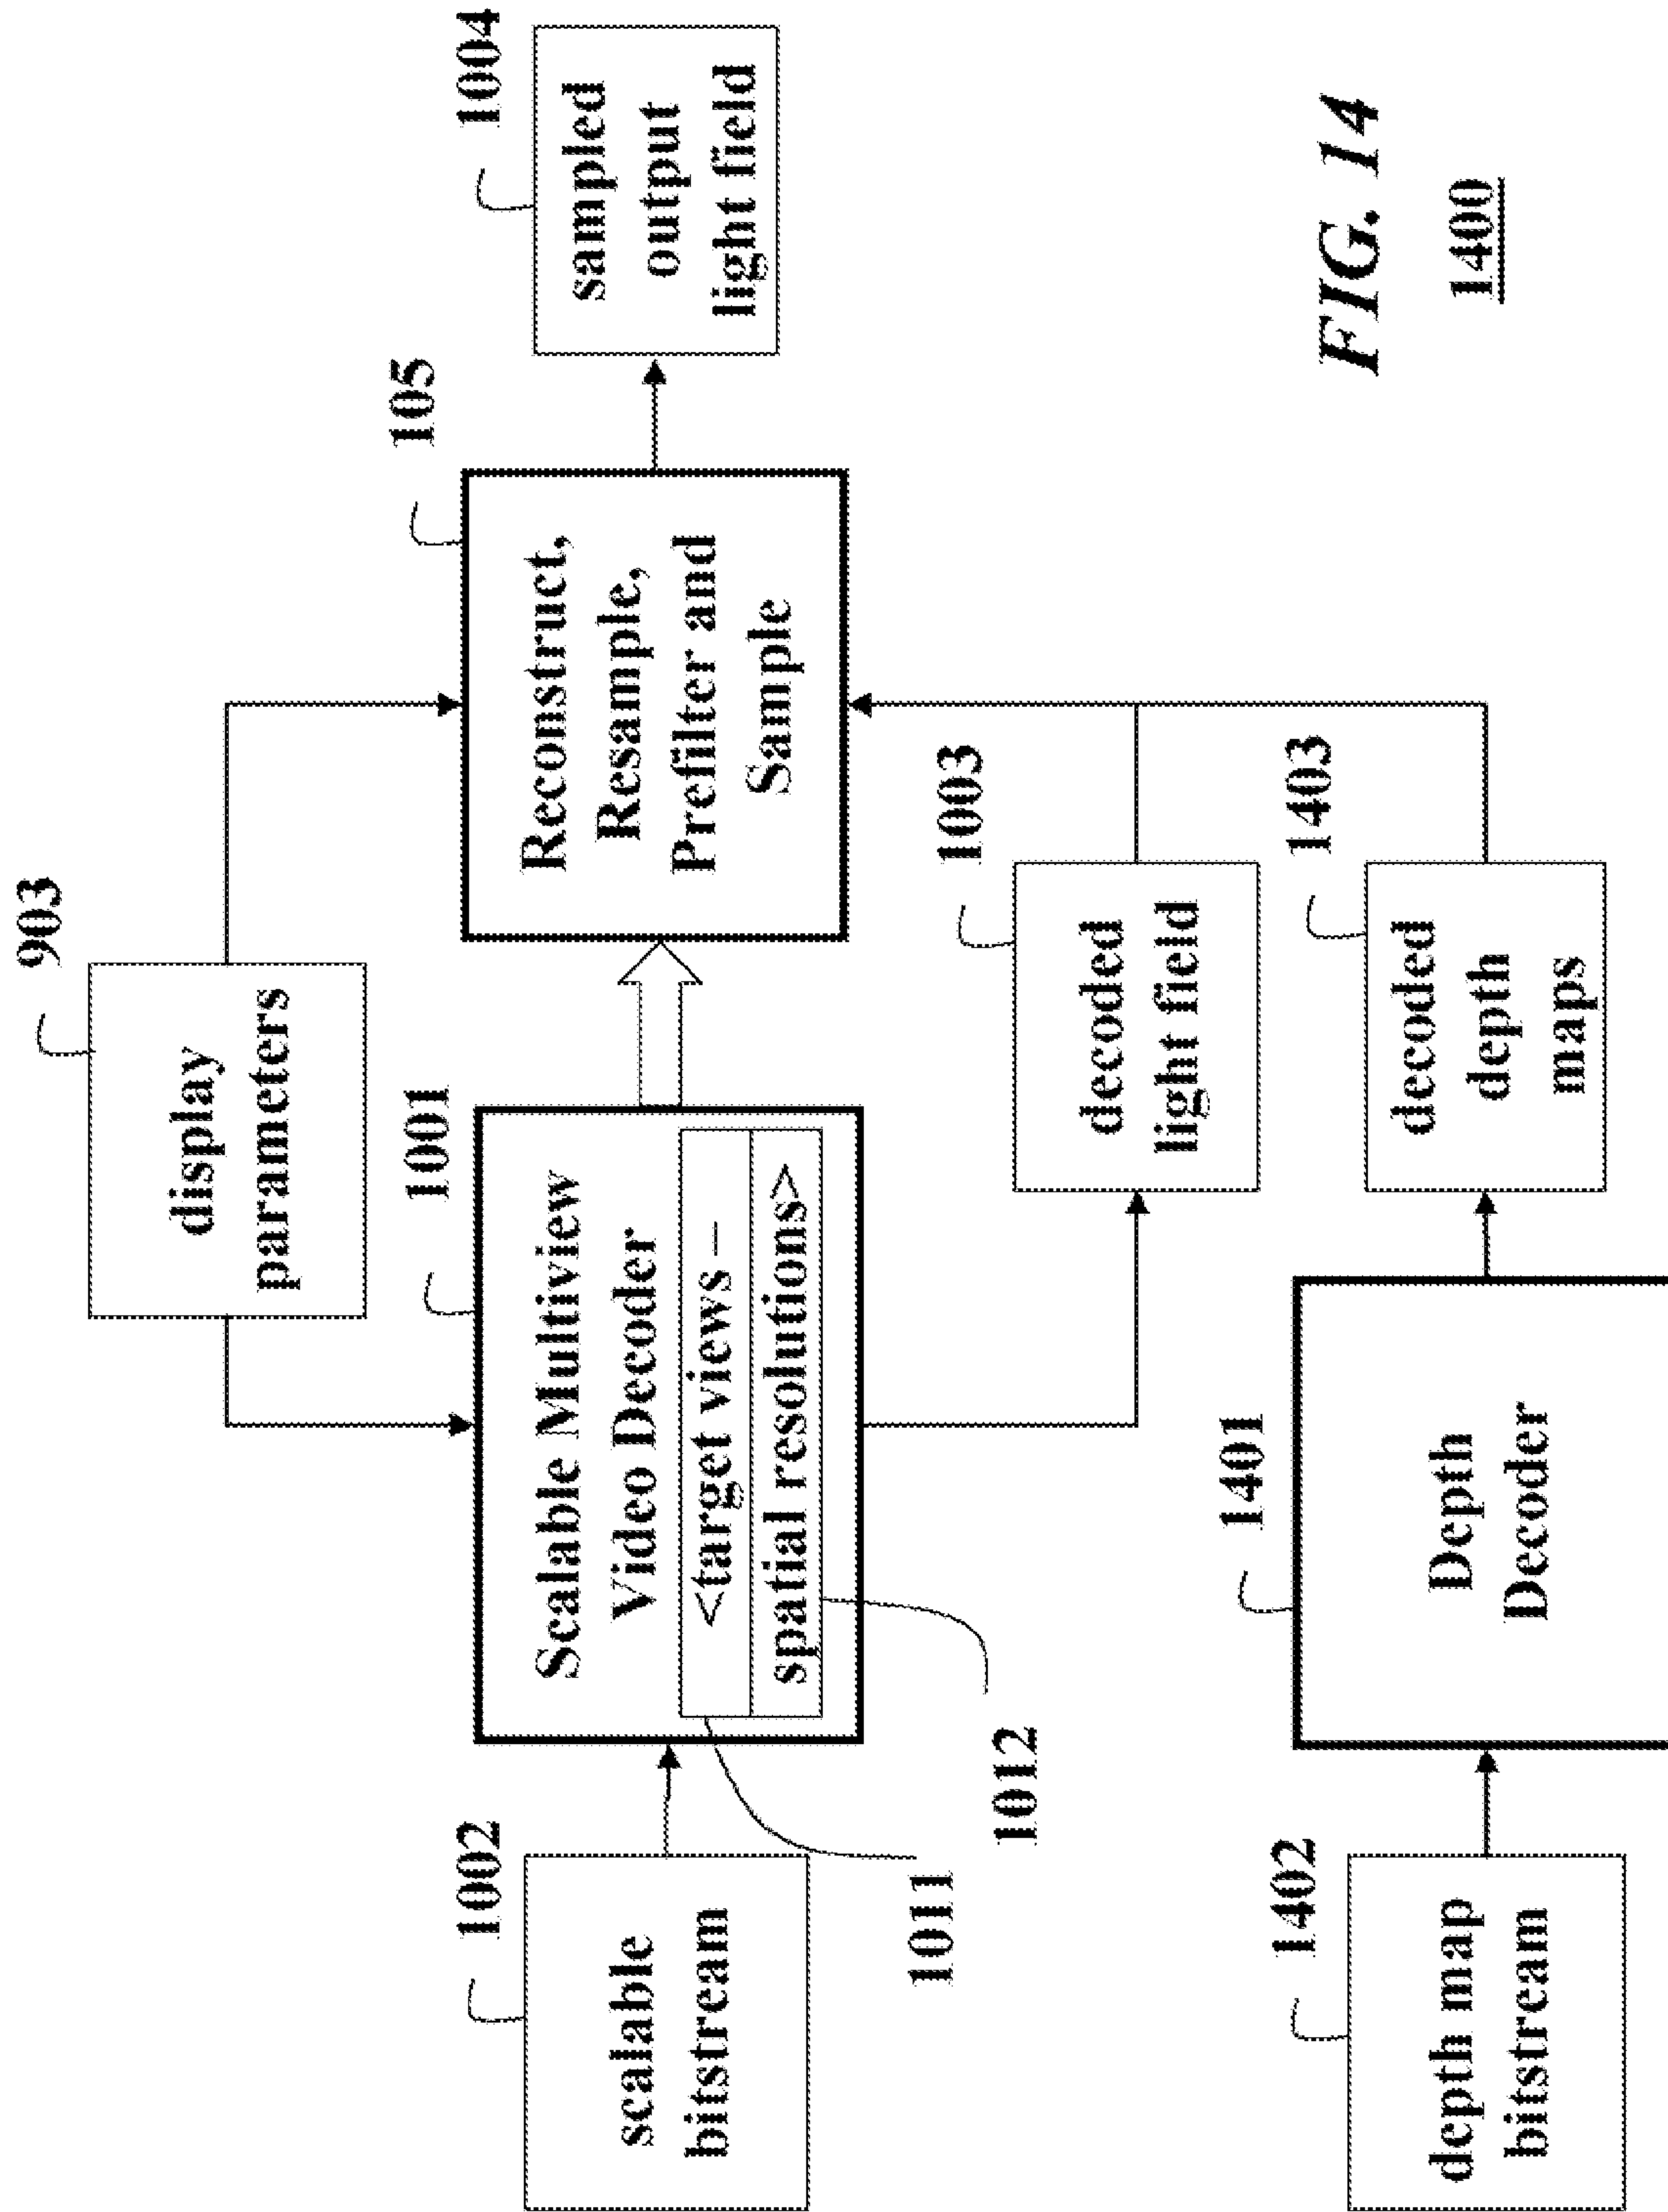 903
display
parameters
1002
scalable
bitstream
1001
Scalable Multiview
Video Decoder
<target views –
spatial resolutions>
105
Reconstruct,
Resample,
Prefilter and
Sample
1004
sampled
output
light field
1011
1012
1003
decoded
light field
1402
depth map
bitstream
1401
Depth
Decoder
1403
decoded
depth
maps
FIG. 14
1400